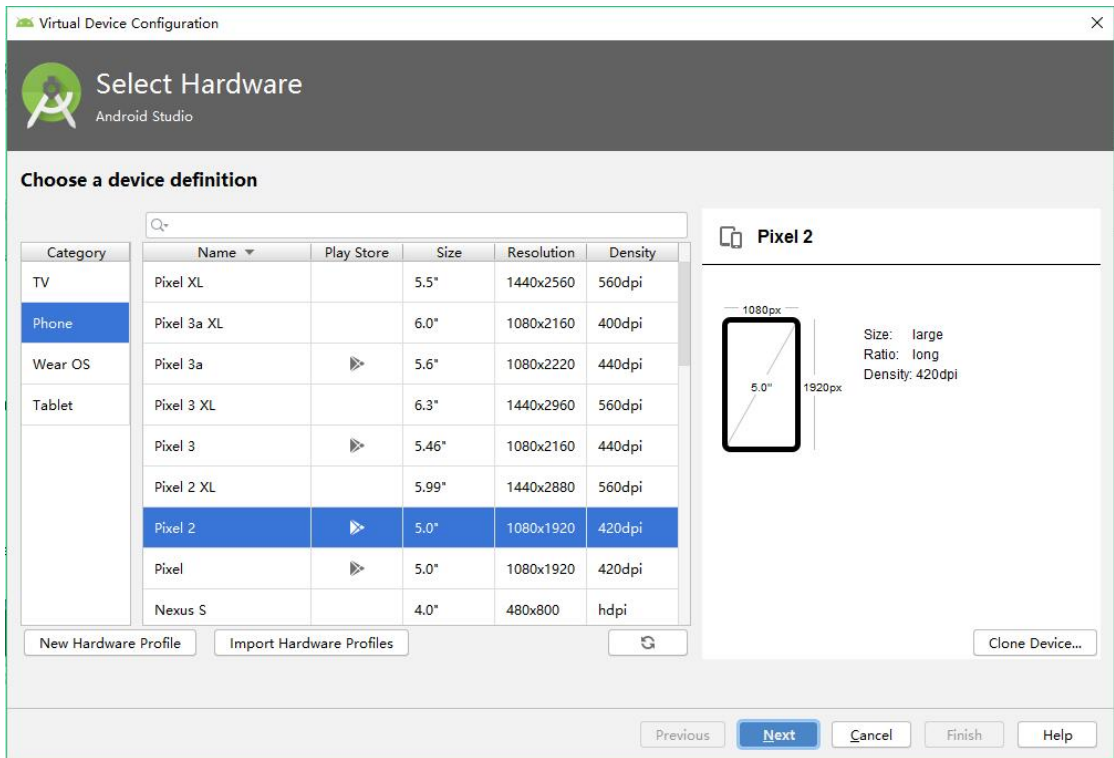 Virtual Device Configuration
Select Hardware
Android Studio
Choose a device definition
Category
TV
Phone
Wear OS
Tablet
Name Play Store Size Resolution Density
Pixel XL 5.5" 1440x2560 560dpi
Pixel 3a XL 6.0" 1080x2160 400dpi
Pixel 3a 5.6" 1080x2220 440dpi
Pixel 3 XL 6.3" 1440x2960 560dpi
Pixel 3 5.46" 1080x2160 440dpi
Pixel 2 XL 5.99" 1440x2880 560dpi
Pixel 2 5.0" 1080x1920 420dpi
Pixel 5.0" 1080x1920 420dpi
Nexus S 4.0" 480x800 hdpi
New Hardware Profile Import Hardware Profiles
Pixel 2
1080px
5.0" 1920px
Size: large
Ratio: long
Density: 420dpi
Clone Device...
Previous Next Cancel Finish Help